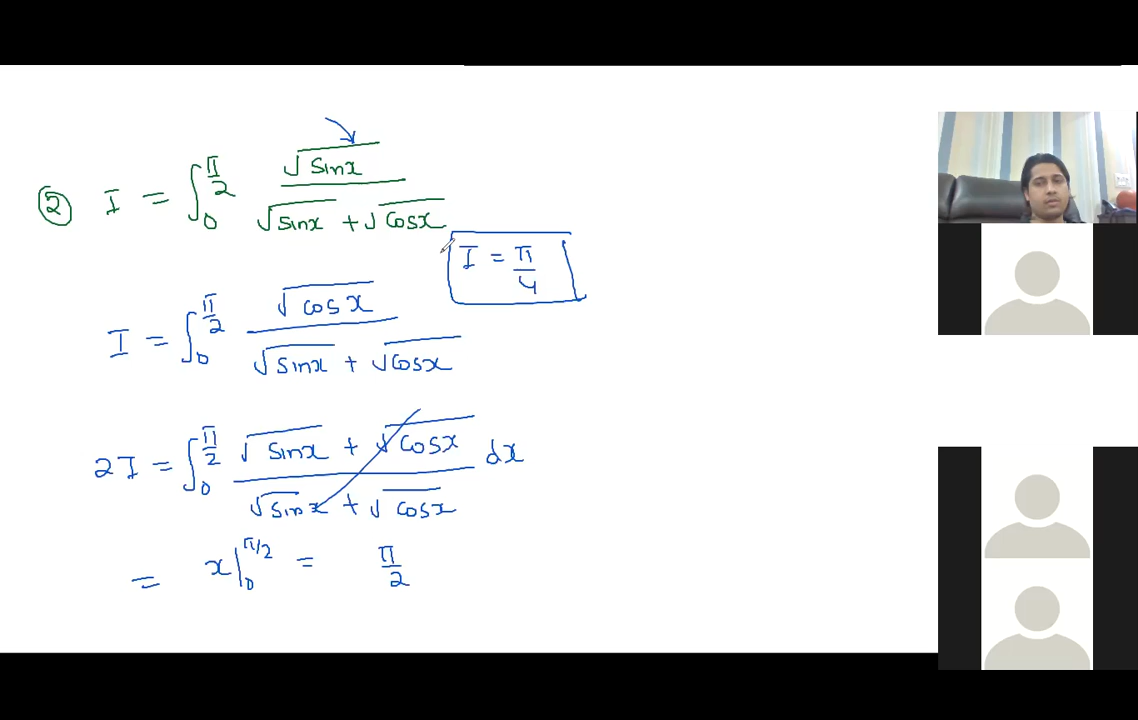 ② I = ∫₀^(π/2) √sinx / (√sinx + √cosx)
I = π/4
I = ∫₀^(π/2) √cosx / (√sinx + √cosx)
2I = ∫₀^(π/2) (√sinx + √cosx) / (√sinx + √cosx) dx
= x|₀^(π/2) = π/2